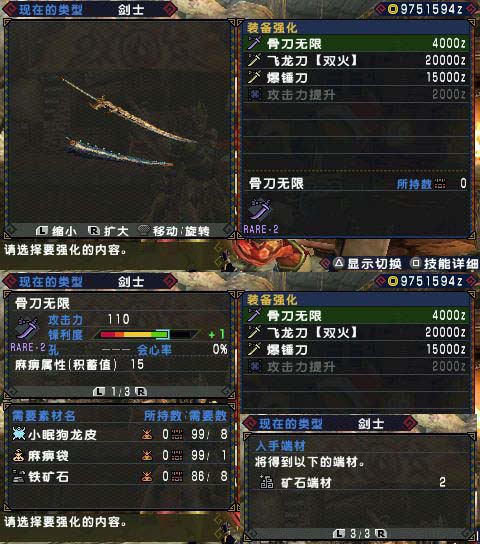 现在的类型 剑士
9751594z
装备强化
骨刀无限 4000z
飞龙刀【双火】 20000z
爆锤刀 15000z
攻击力提升 2000z
骨刀无限 所持数 0
RARE-2
L 缩小 R 扩大 移动/旋转
请选择要强化的内容。
△显示切换 □技能详细
现在的类型 剑士
9751594z
骨刀无限
攻击力 110
锋利度 +1
RARE-2
孔 -- 会心率 0%
麻痹属性(积蓄值) 15
L 1/3 R
装备强化
骨刀无限 4000z
飞龙刀【双火】 20000z
爆锤刀 15000z
攻击力提升 2000z
需要素材名 所持数/需要数
小眠狗龙皮 0 99/ 8
麻痹袋 0 99/ 1
铁矿石 0 86/ 8
请选择要强化的内容。
现在的类型 剑士
入手端材
将得到以下的端材。
矿石端材 2
L 3/3 R